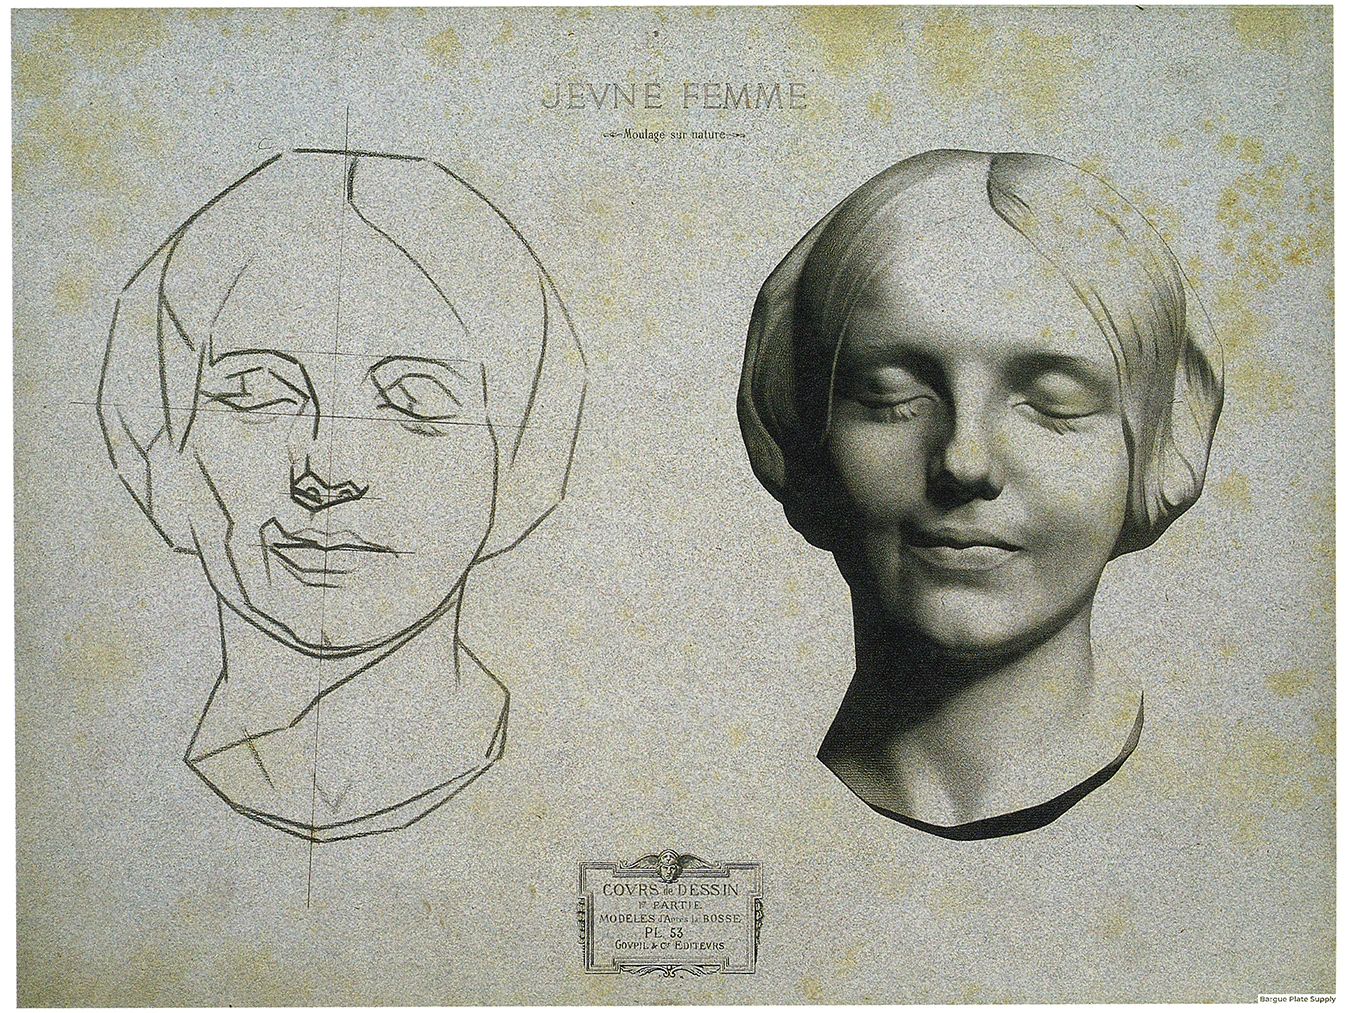 JEVNE FEMME
Moulage sur nature
COVRS de DESSIN
1re PARTIE
MODELES d'Après la BOSSE
PL. 53
GOVPIL & Cie EDITEVRS
Bargue Plate Supply